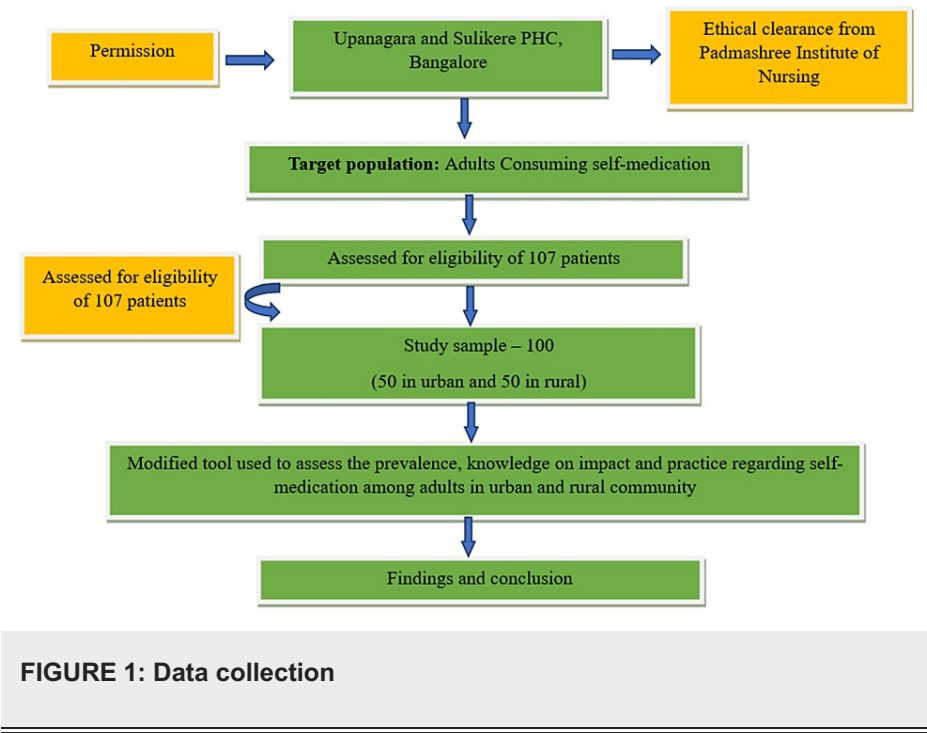 Permission
Upanagara and Sulikere PHC,
Bangalore
Ethical clearance from
Padmashree Institute of
Nursing
Target population: Adults Consuming self-medication
Assessed for eligibility of 107 patients
Assessed for eligibility
of 107 patients
Study sample – 100
(50 in urban and 50 in rural)
Modified tool used to assess the prevalence, knowledge on impact and practice regarding self-
medication among adults in urban and rural community
Findings and conclusion
FIGURE 1: Data collection